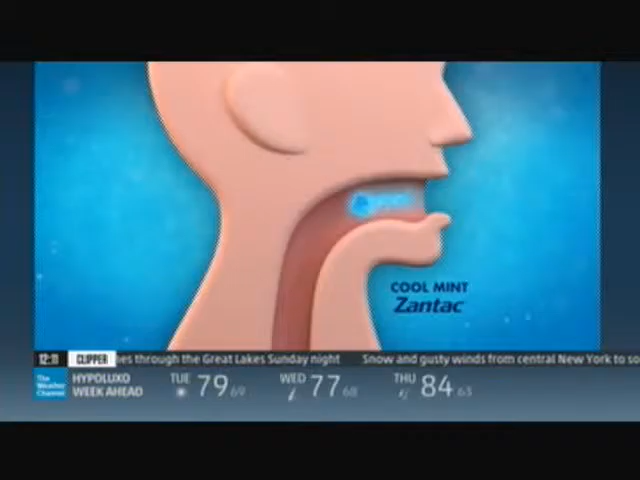 COOL MINT
Zantac
12:11 CLIPPER es through the Great Lakes Sunday night Snow and gusty winds from central New York to so
The Weather Channel
HYPOLUXO
WEEK AHEAD
TUE 79 69 WED 77 68 THU 84 63